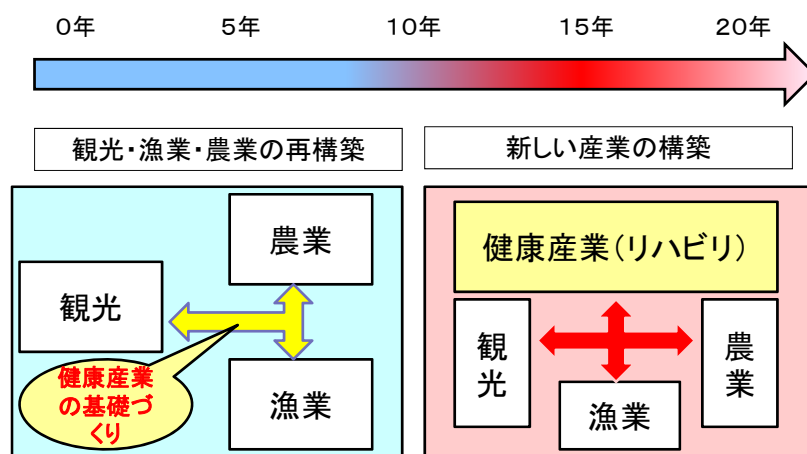 0年 5年 10年 15年 20年
観光・漁業・農業の再構築
新しい産業の構築
農業
観光
漁業
健康産業
の基礎づ
くり
健康産業(リハビリ)
観光
農業
漁業